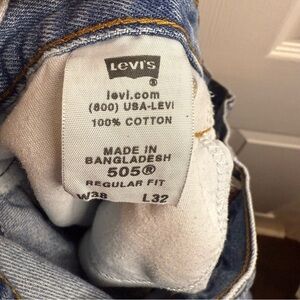 LEVI'S
®
levi.com
(800) USA-LEVI
100% COTTON
MADE IN
BANGLADESH
505®
REGULAR FIT
W38 L32